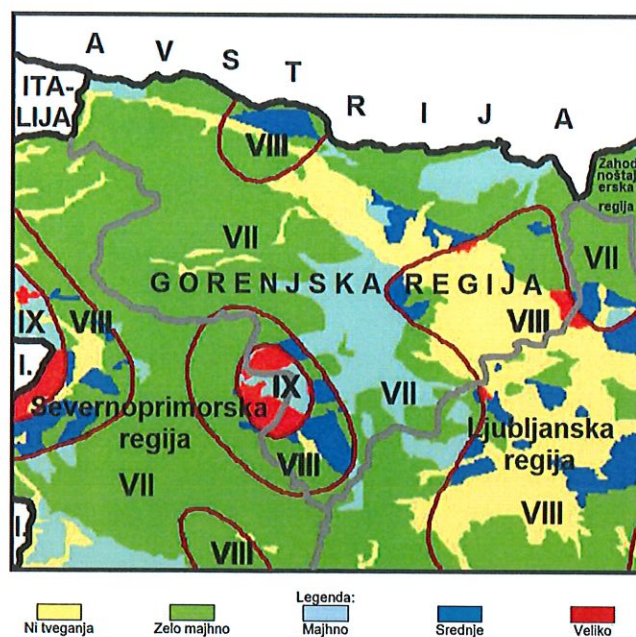 A V S T R I J A
ITA-
LIJA
Zahod
noštaj
erska
regija
VIII
VII
VII
GORENJSKA REGIJA
IX
VIII
VIII
I.
IX
VII
Severnoprimorska
regija
Ljubljanska
regija
VIII
VII
I.
VIII
VIII
Legenda:
Ni tveganja
Zelo majhno
Majhno
Srednje
Veliko